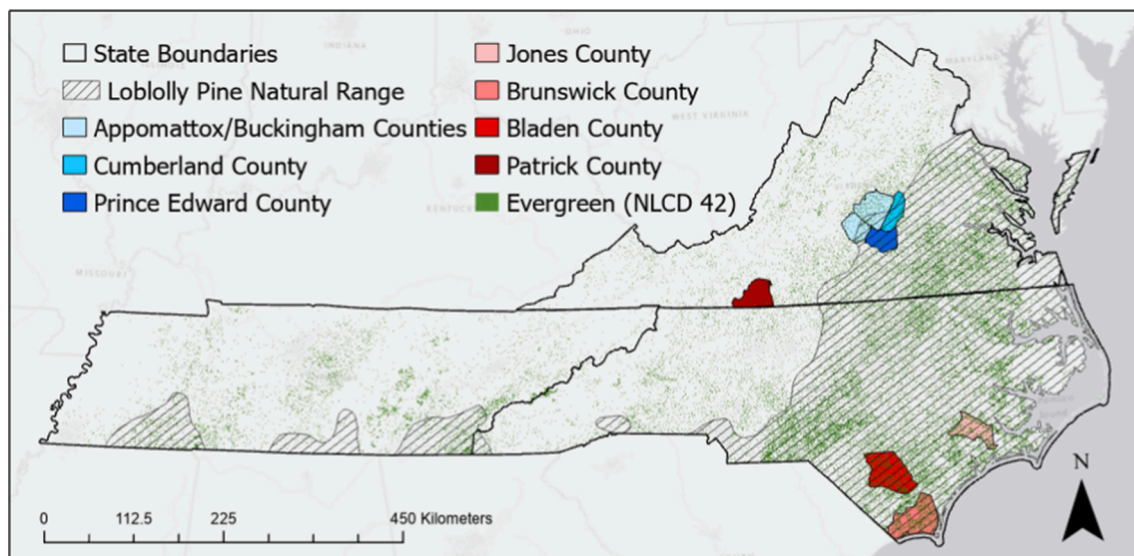 State Boundaries
Loblolly Pine Natural Range
Appomattox/Buckingham Counties
Cumberland County
Prince Edward County
Jones County
Brunswick County
Bladen County
Patrick County
Evergreen (NLCD 42)
INDIANA
OHIO
MARYLAND
WEST VIRGINIA
MISSOURI
N
0 112.5 225 450 Kilometers